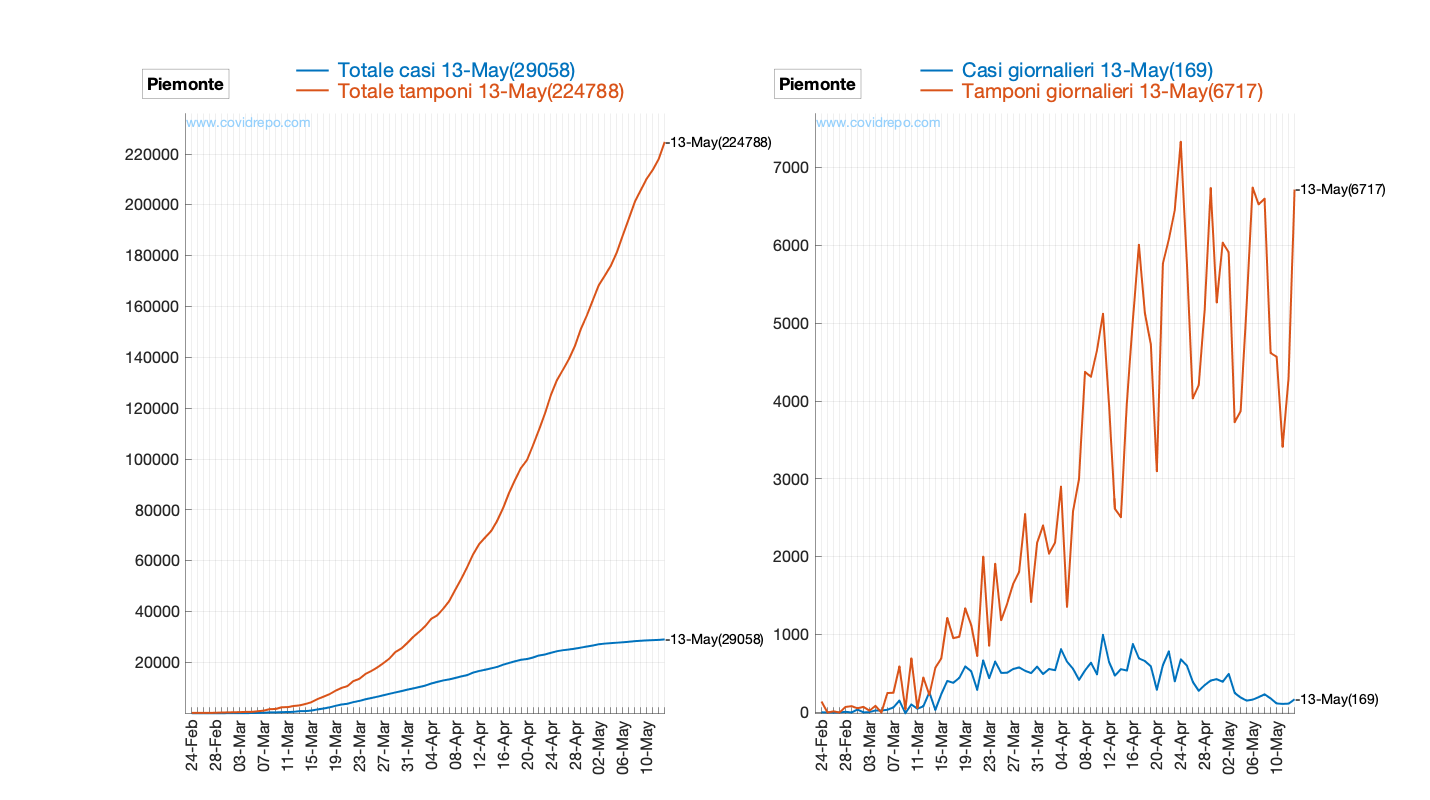 Piemonte
Totale casi 13-May(29058)
Totale tamponi 13-May(224788)
www.covidrepo.com
13-May(224788)
220000
200000
180000
160000
140000
120000
100000
80000
60000
40000
20000
13-May(29058)
24-Feb
28-Feb
03-Mar
07-Mar
11-Mar
15-Mar
19-Mar
23-Mar
27-Mar
31-Mar
04-Apr
08-Apr
12-Apr
16-Apr
20-Apr
24-Apr
28-Apr
02-May
06-May
10-May
Piemonte
Casi giornalieri 13-May(169)
Tamponi giornalieri 13-May(6717)
www.covidrepo.com
7000
13-May(6717)
6000
5000
4000
3000
2000
1000
0
13-May(169)
24-Feb
28-Feb
03-Mar
07-Mar
11-Mar
15-Mar
19-Mar
23-Mar
27-Mar
31-Mar
04-Apr
08-Apr
12-Apr
16-Apr
20-Apr
24-Apr
28-Apr
02-May
06-May
10-May